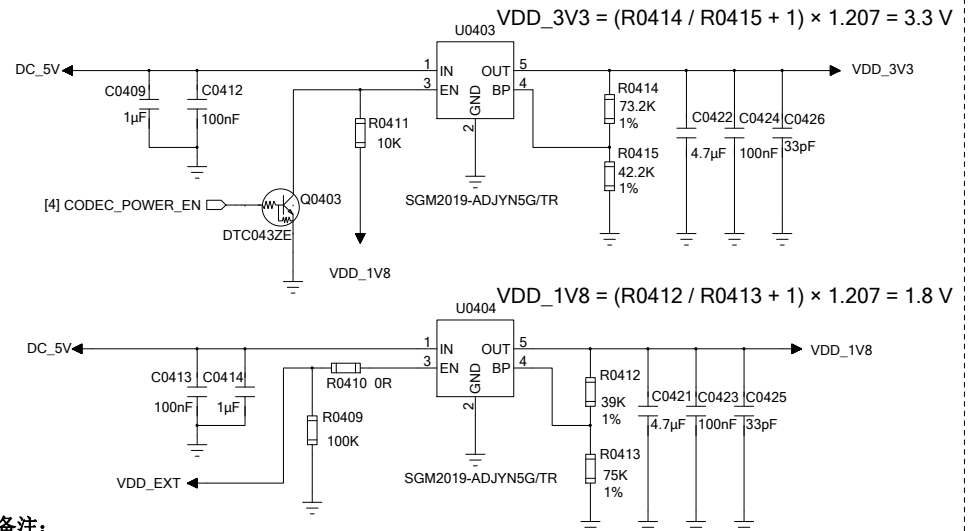 VDD_3V3 = (R0414 / R0415 + 1) × 1.207 = 3.3 V
U0403
DC_5V
1 IN OUT 5
VDD_3V3
3 EN BP 4
GND
2
C0409
1µF
C0412
100nF
R0411
10K
R0414
73.2K
1%
R0415
42.2K
1%
C0422
4.7µF
C0424
100nF
C0426
33pF
SGM2019-ADJYN5G/TR
[4] CODEC_POWER_EN
Q0403
DTC043ZE
VDD_1V8
VDD_1V8 = (R0412 / R0413 + 1) × 1.207 = 1.8 V
U0404
DC_5V
1 IN OUT 5
VDD_1V8
3 EN BP 4
GND
2
C0413
100nF
C0414
1µF
R0410 0R
R0409
100K
R0412
39K
1%
R0413
75K
1%
C0421
4.7µF
C0423
100nF
C0425
33pF
VDD_EXT
SGM2019-ADJYN5G/TR
备注: